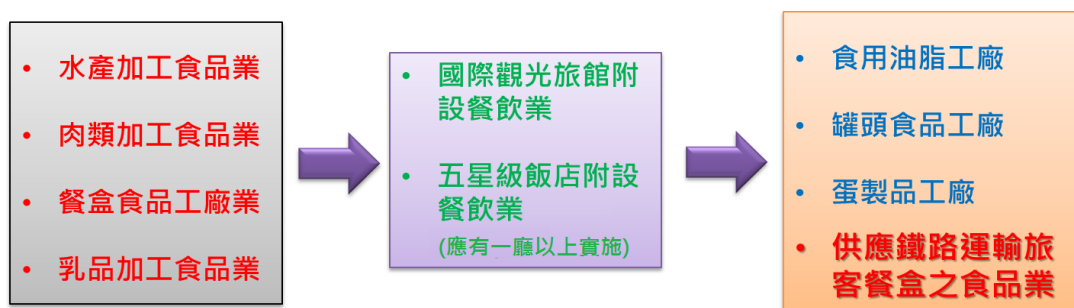 • 水產加工食品業
• 肉類加工食品業
• 餐盒食品工廠業
• 乳品加工食品業
• 國際觀光旅館附
設餐飲業
• 五星級飯店附設
餐飲業
(應有一廳以上實施)
• 食用油脂工廠
• 罐頭食品工廠
• 蛋製品工廠
• 供應鐵路運輸旅
客餐盒之食品業